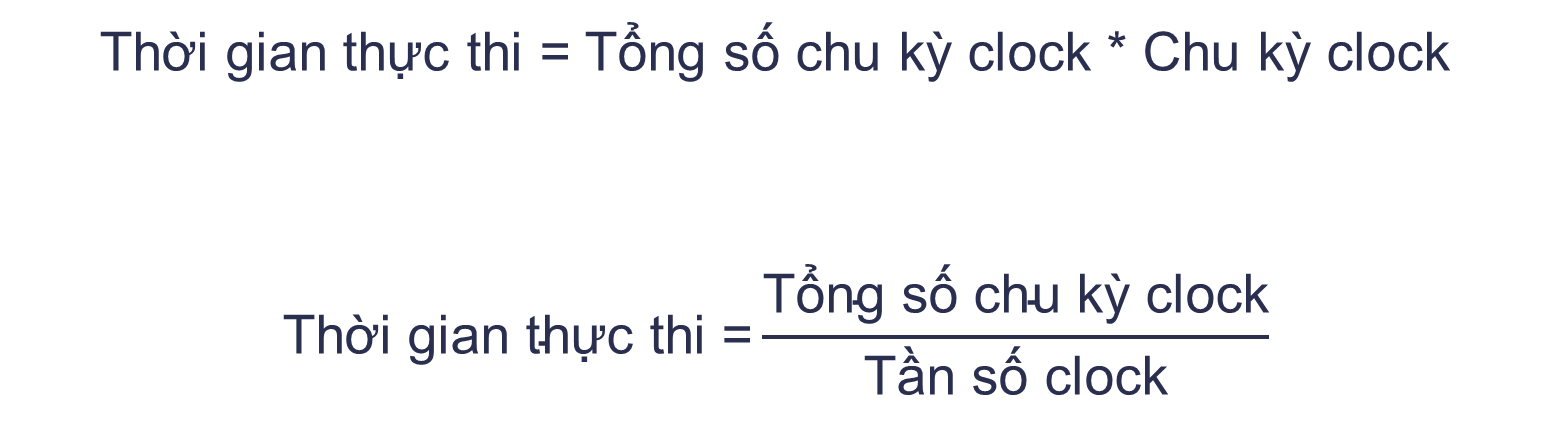 Thời gian thực thi = Tổng số chu kỳ clock * Chu kỳ clock
Thời gian thực thi =
Tổng số chu kỳ clock
Tần số clock